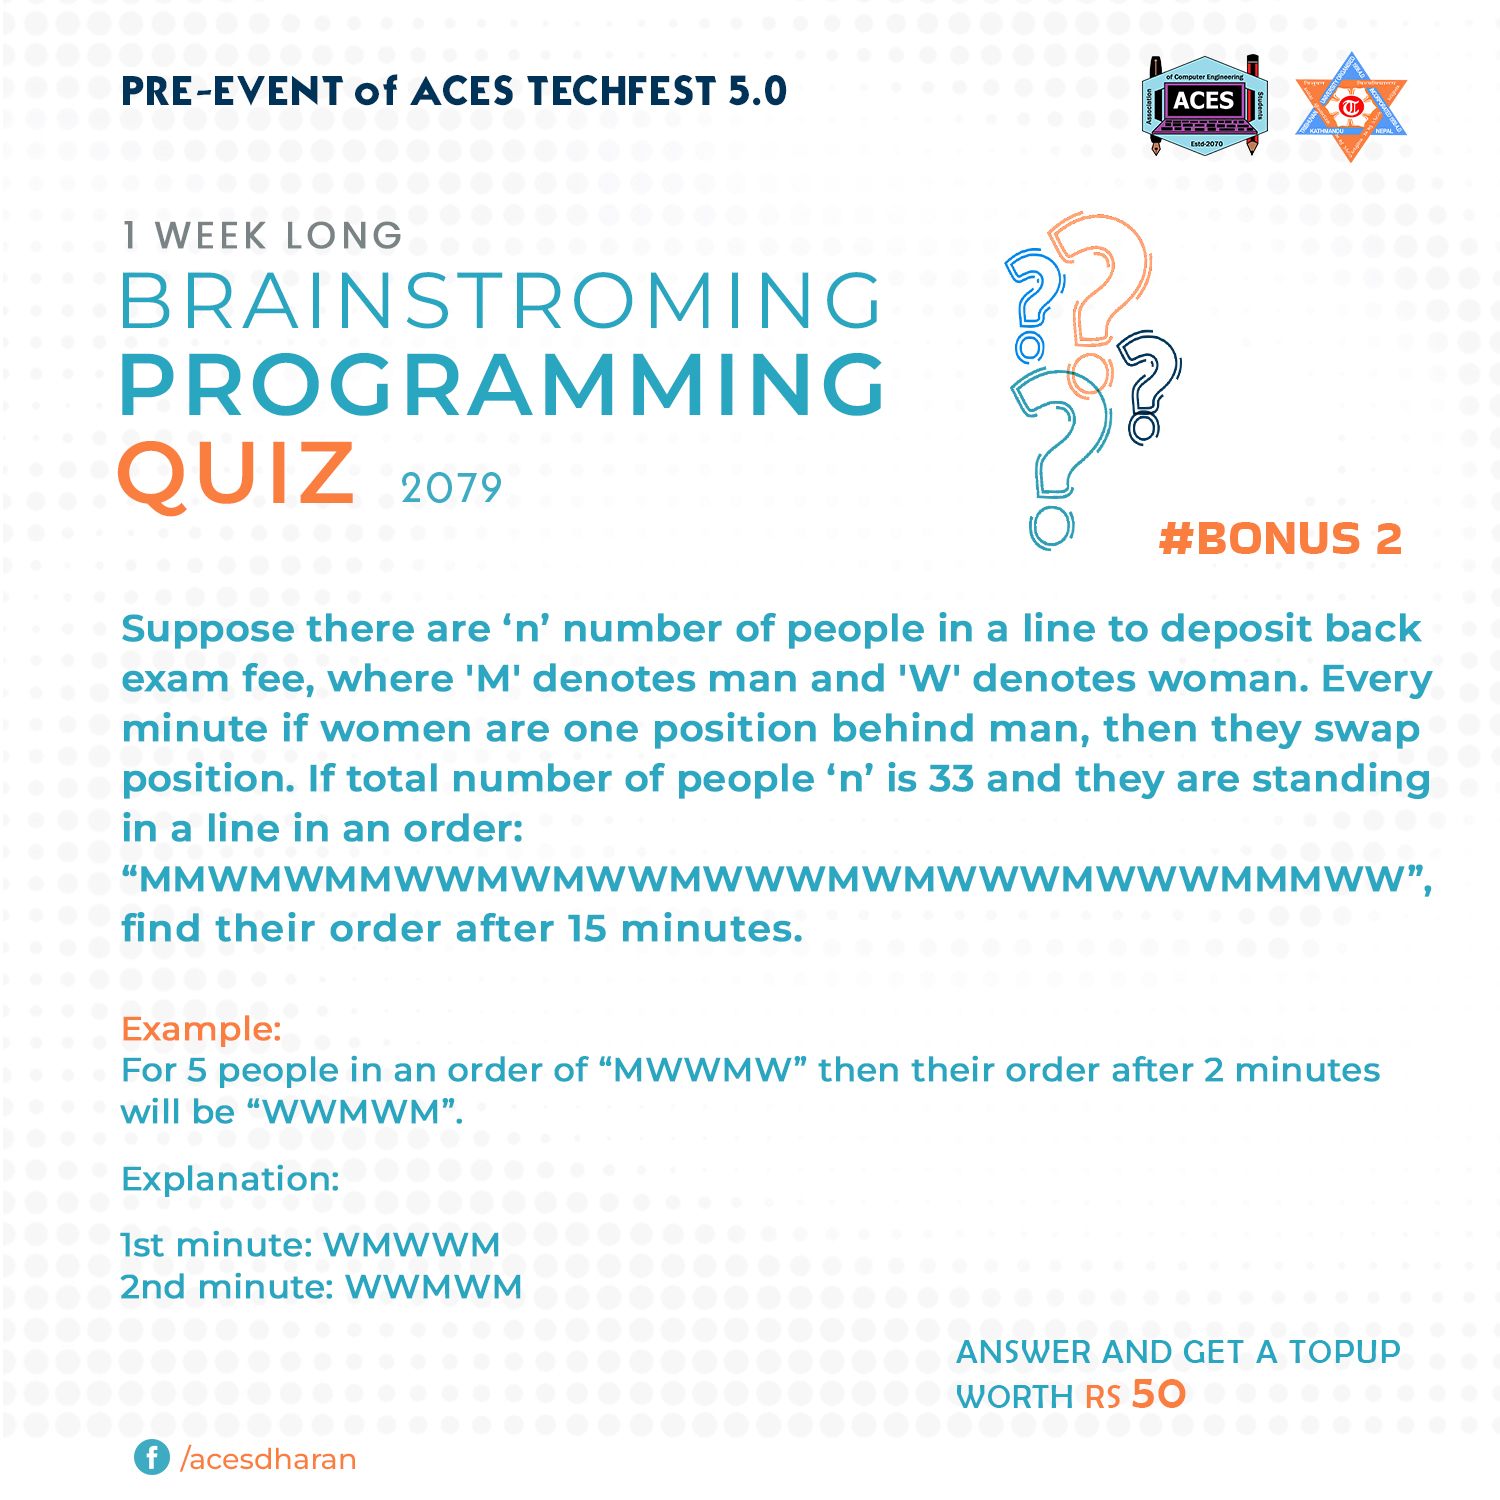 PRE-EVENT of ACES TECHFEST 5.0
of Computer Engineering
Association
ACES
Students
Estd-2070
KATHMANDU NEPAL
1 WEEK LONG
BRAINSTROMING
PROGRAMMING
QUIZ 2079
#BONUS 2
Suppose there are ‘n’ number of people in a line to deposit back
exam fee, where 'M' denotes man and 'W' denotes woman. Every
minute if women are one position behind man, then they swap
position. If total number of people ‘n’ is 33 and they are standing
in a line in an order:
“MMWMWMMWWMWMWWMWWWMWMWWWMWWWMMMWW”,
find their order after 15 minutes.
Example:
For 5 people in an order of “MWWMW” then their order after 2 minutes
will be “WWMWM”.
Explanation:
1st minute: WMWWM
2nd minute: WWMWM
ANSWER AND GET A TOPUP
WORTH RS 50
/acesdharan